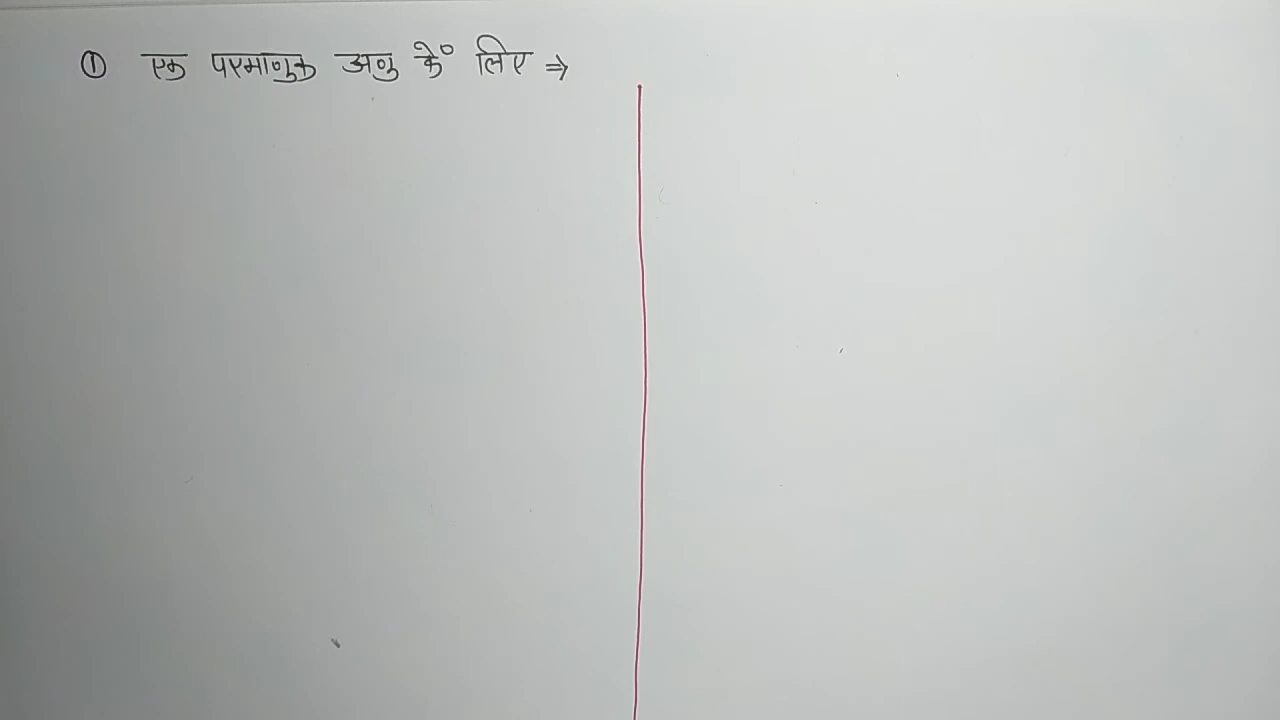 ① एक परमाणुक अणु के लिए ⇒